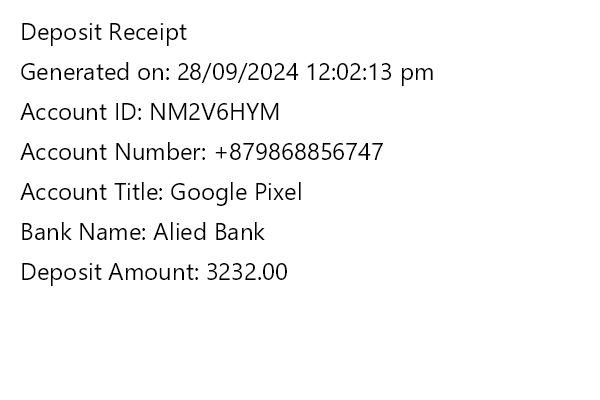 Deposit Receipt
Generated on: 28/09/2024 12:02:13 pm
Account ID: NM2V6HYM
Account Number: +879868856747
Account Title: Google Pixel
Bank Name: Alied Bank
Deposit Amount: 3232.00